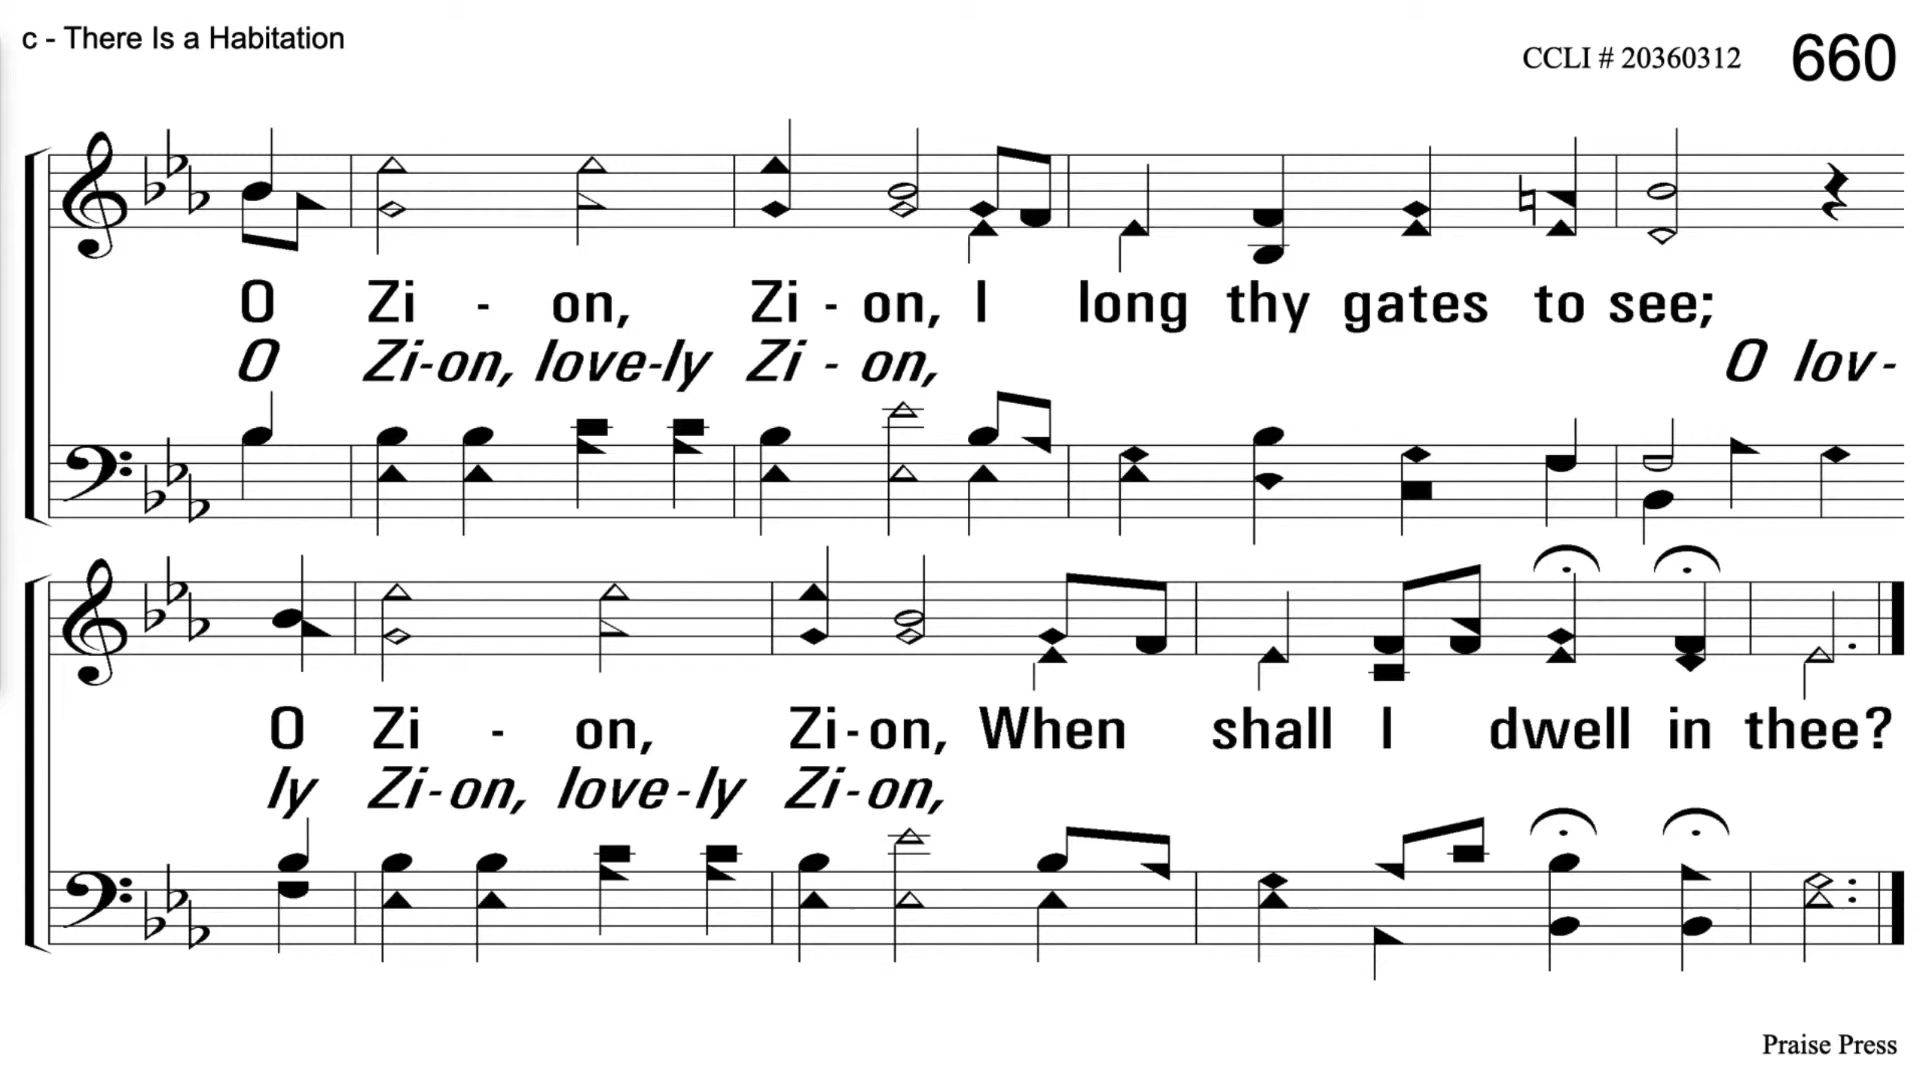 c - There Is a Habitation
CCLI # 20360312 660
O Zi - on, Zi - on, I long thy gates to see;
O Zi-on, love-ly Zi - on, O lov-
O Zi - on, Zi-on, When shall I dwell in thee?
ly Zi-on, love-ly Zi-on,
Praise Press